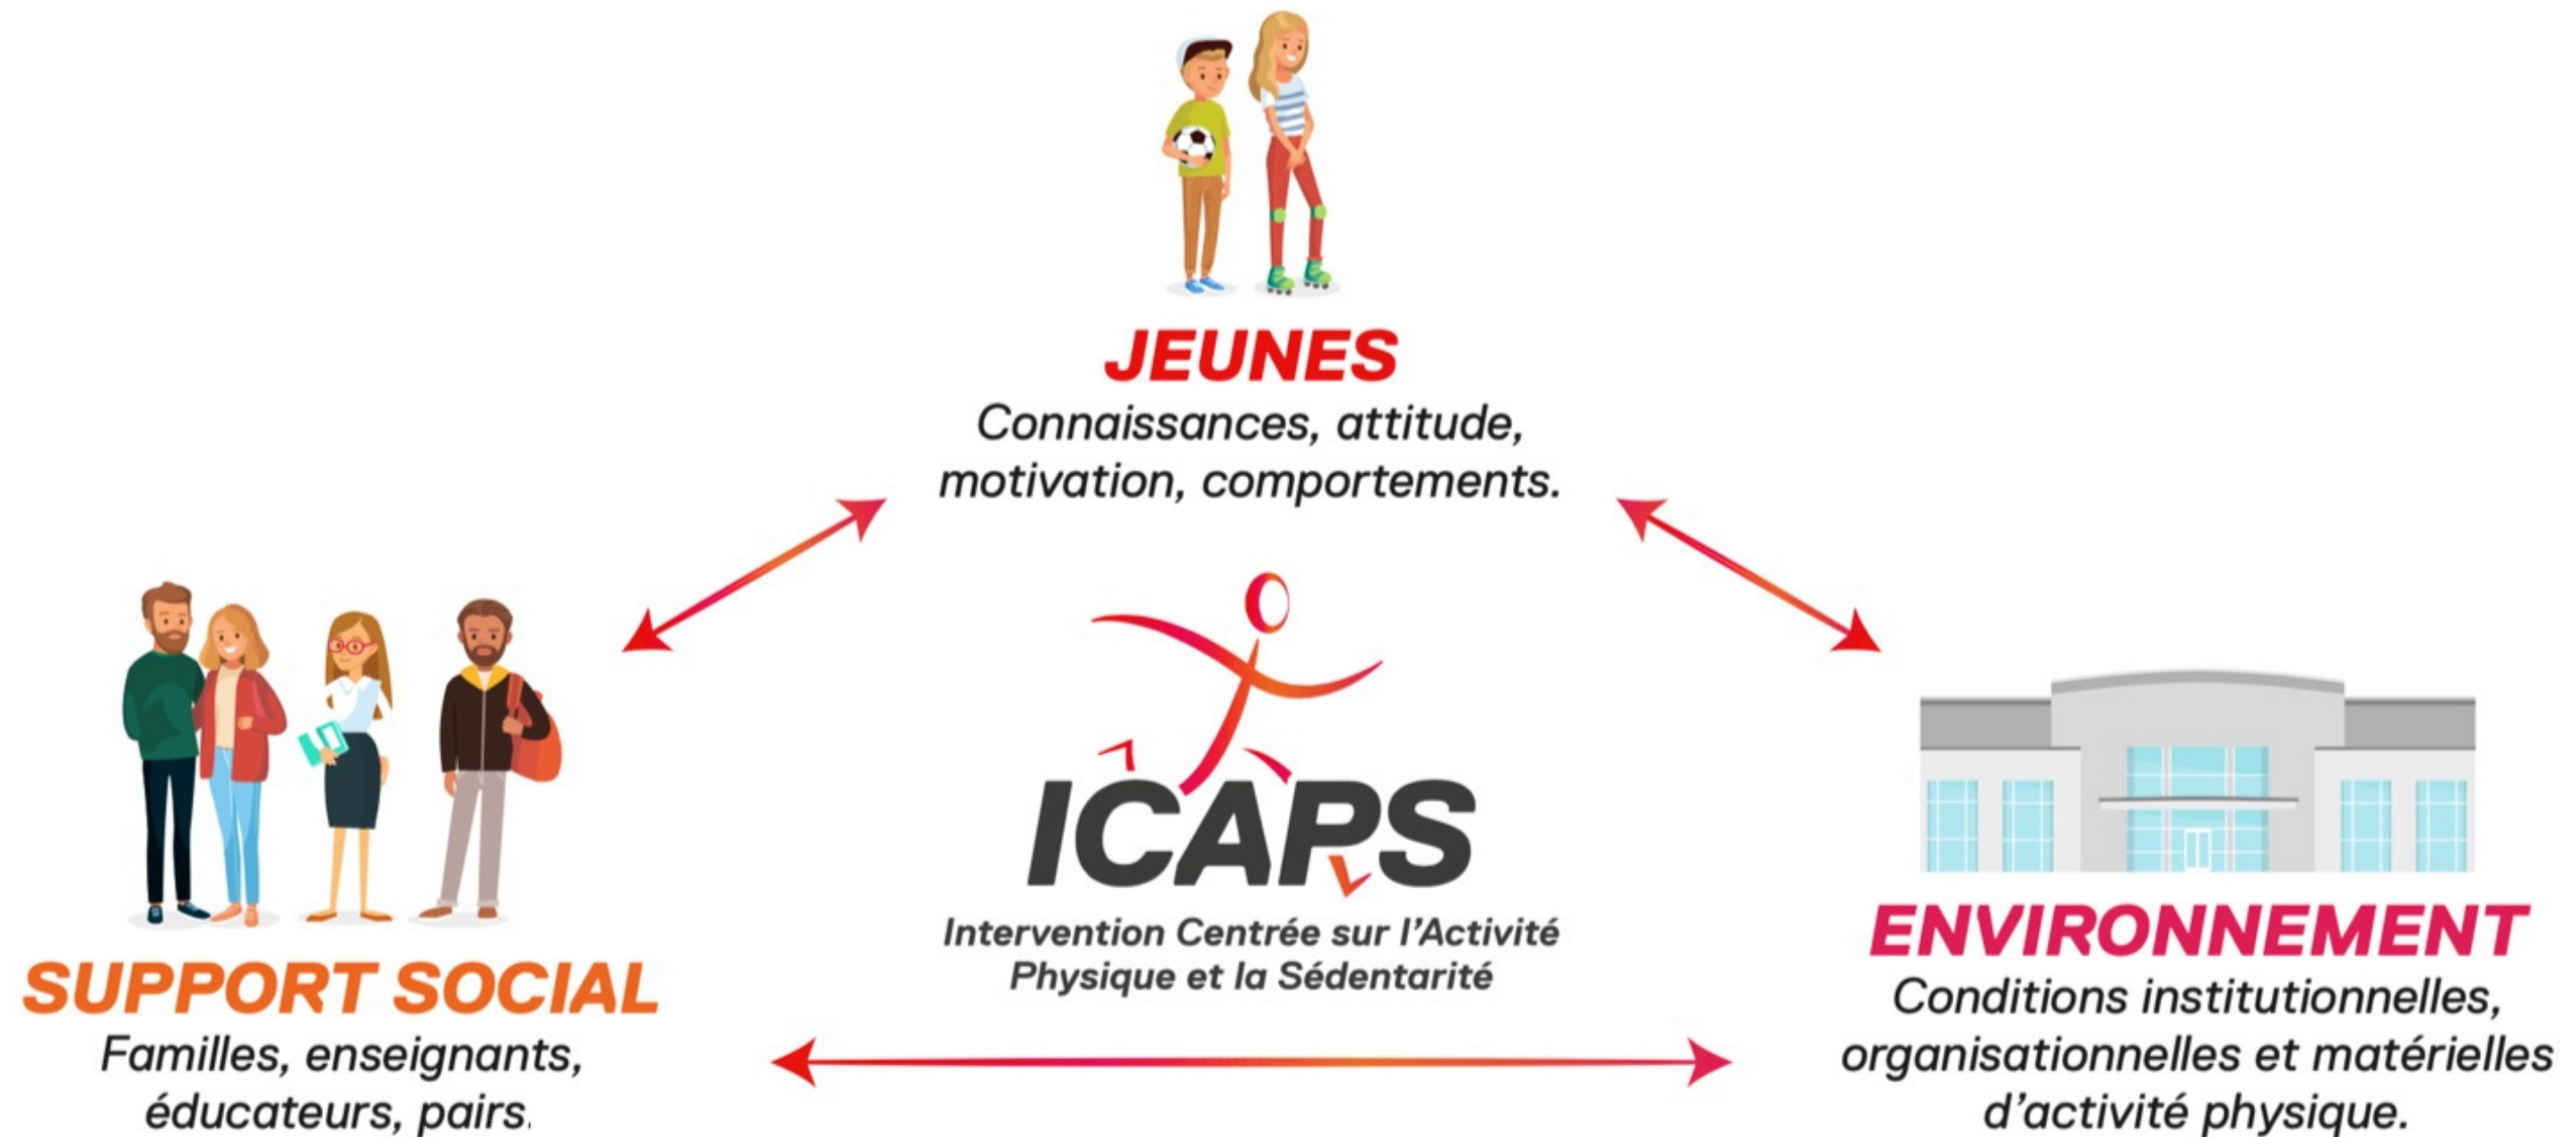 JEUNES
Connaissances, attitude,
motivation, comportements.
ICAPS
Intervention Centrée sur l'Activité
Physique et la Sédentarité
SUPPORT SOCIAL
Familles, enseignants,
éducateurs, pairs.
ENVIRONNEMENT
Conditions institutionnelles,
organisationnelles et matérielles
d'activité physique.